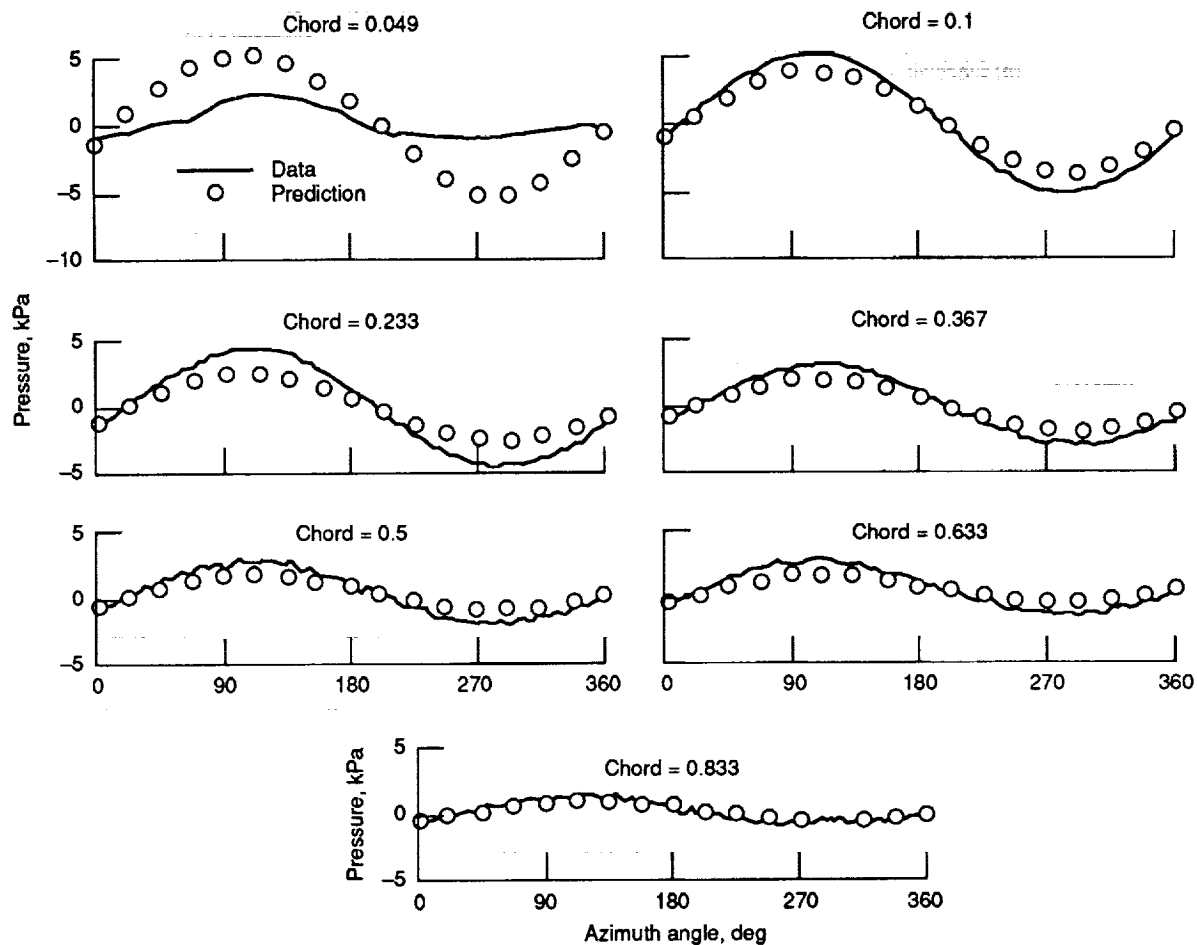 Chord = 0.049
Chord = 0.1
5
0
−5
−10
Data
Prediction
Pressure, kPa
Chord = 0.233
Chord = 0.367
5
0
−5
Chord = 0.5
Chord = 0.633
5
0
−5
0 90 180 270 360
0 90 180 270 360
Chord = 0.833
Pressure, kPa
5
0
−5
0 90 180 270 360
Azimuth angle, deg